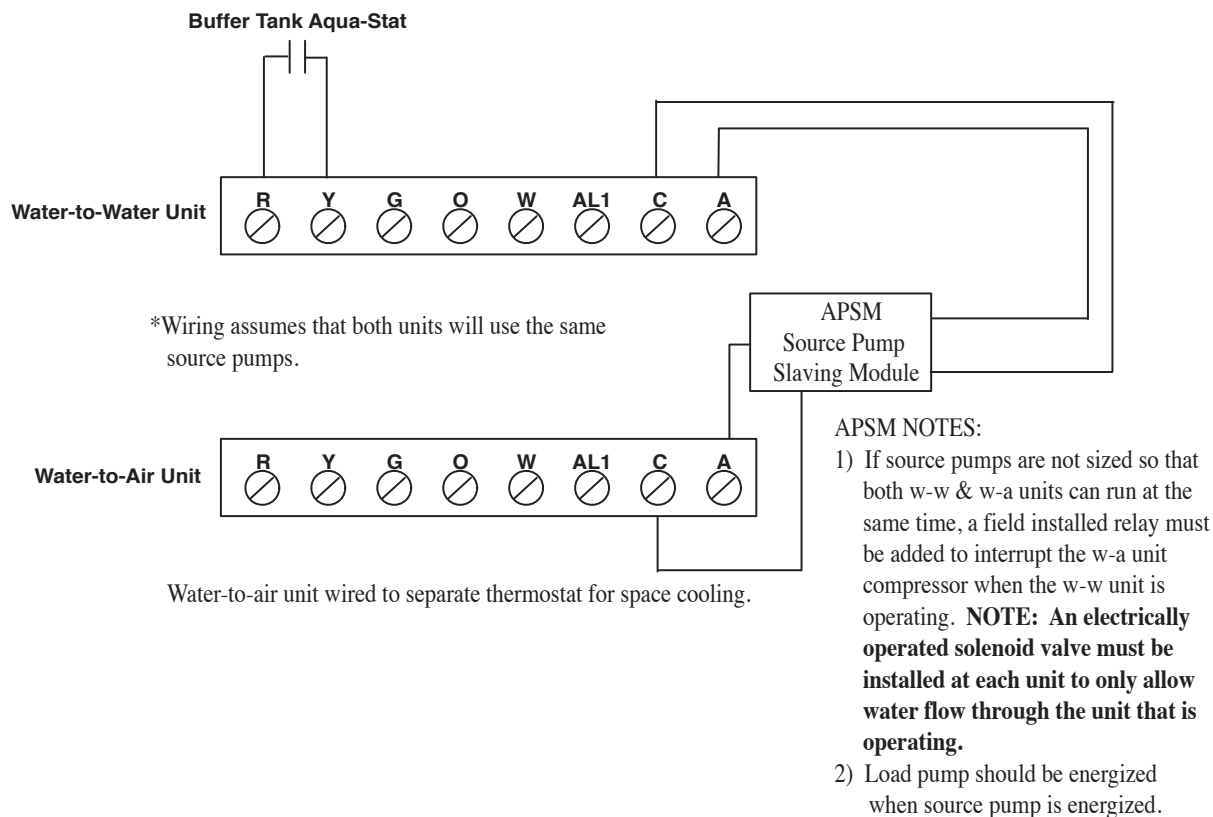 Buffer Tank Aqua-Stat
Water-to-Water Unit
R Y G O W AL1 C A
*Wiring assumes that both units will use the same
source pumps.
APSM
Source Pump
Slaving Module
Water-to-Air Unit
R Y G O W AL1 C A
Water-to-air unit wired to separate thermostat for space cooling.
APSM NOTES:
1) If source pumps are not sized so that
both w-w & w-a units can run at the
same time, a field installed relay must
be added to interrupt the w-a unit
compressor when the w-w unit is
operating. NOTE: An electrically
operated solenoid valve must be
installed at each unit to only allow
water flow through the unit that is
operating.
2) Load pump should be energized
when source pump is energized.